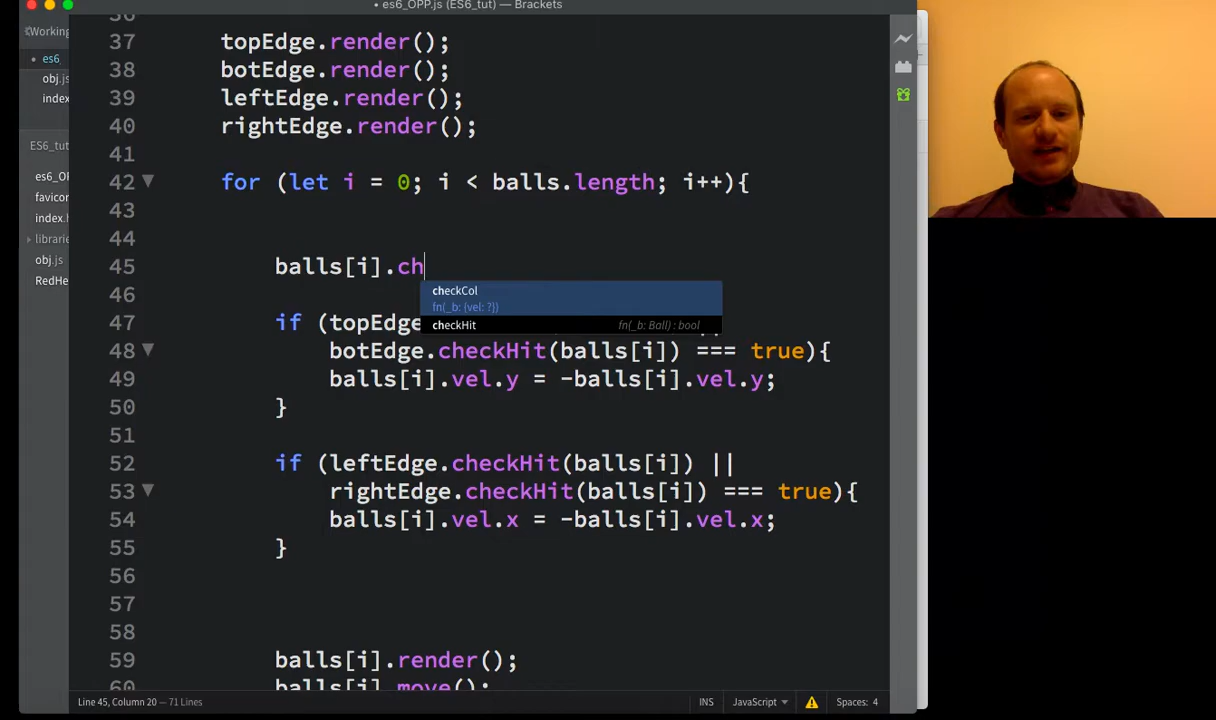 • es6_OPP.js (ES6_tut) — Brackets
Working
• es6
obj.js
index
ES6_tut
es6_OP
favicor
index.h
librarie
obj.js
RedHe
36
37 topEdge.render();
38 botEdge.render();
39 leftEdge.render();
40 rightEdge.render();
41
42 for (let i = 0; i < balls.length; i++){
43
44
45 balls[i].ch
checkCol
fn(_b: {vel: ?})
checkHit fn(_b: Ball) : bool
46
47 if (topEdge
48 botEdge.checkHit(balls[i]) === true){
49 balls[i].vel.y = -balls[i].vel.y;
50 }
51
52 if (leftEdge.checkHit(balls[i]) ||
53 rightEdge.checkHit(balls[i]) === true){
54 balls[i].vel.x = -balls[i].vel.x;
55 }
56
57
58
59 balls[i].render();
60 balls[i].move();
Line 45, Column 20 — 71 Lines
INS JavaScript Spaces: 4